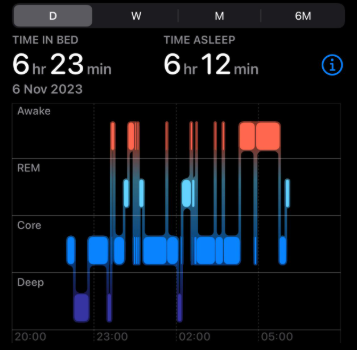 D W M 6M
TIME IN BED TIME ASLEEP
6 hr 23 min 6 hr 12 min
6 Nov 2023
Awake
REM
Core
Deep
20:00 23:00 02:00 05:00